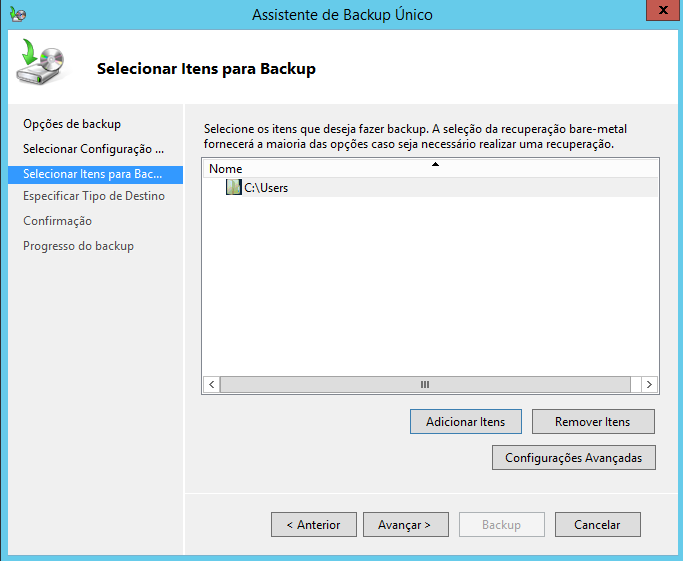 Assistente de Backup Único
x
Selecionar Itens para Backup
Opções de backup
Selecionar Configuração ...
Selecionar Itens para Bac...
Especificar Tipo de Destino
Confirmação
Progresso do backup
Selecione os itens que deseja fazer backup. A seleção da recuperação bare-metal
fornecerá a maioria das opções caso seja necessário realizar uma recuperação.
Nome
C:\Users
Adicionar Itens
Remover Itens
Configurações Avançadas
< Anterior
Avançar >
Backup
Cancelar